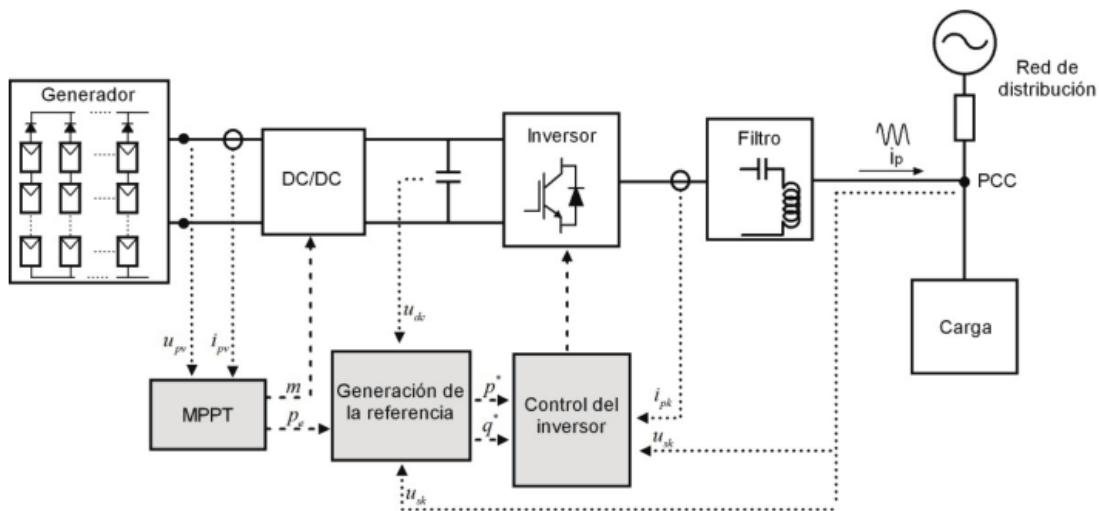 Red de
distribución
Generador
DC/DC
Inversor
Filtro
i_p
PCC
Carga
u_pv
i_pv
u_dc
MPPT
m
p_e
Generación de
la referencia
p*
q*
Control del
inversor
i_pk
u_sk
u_sk